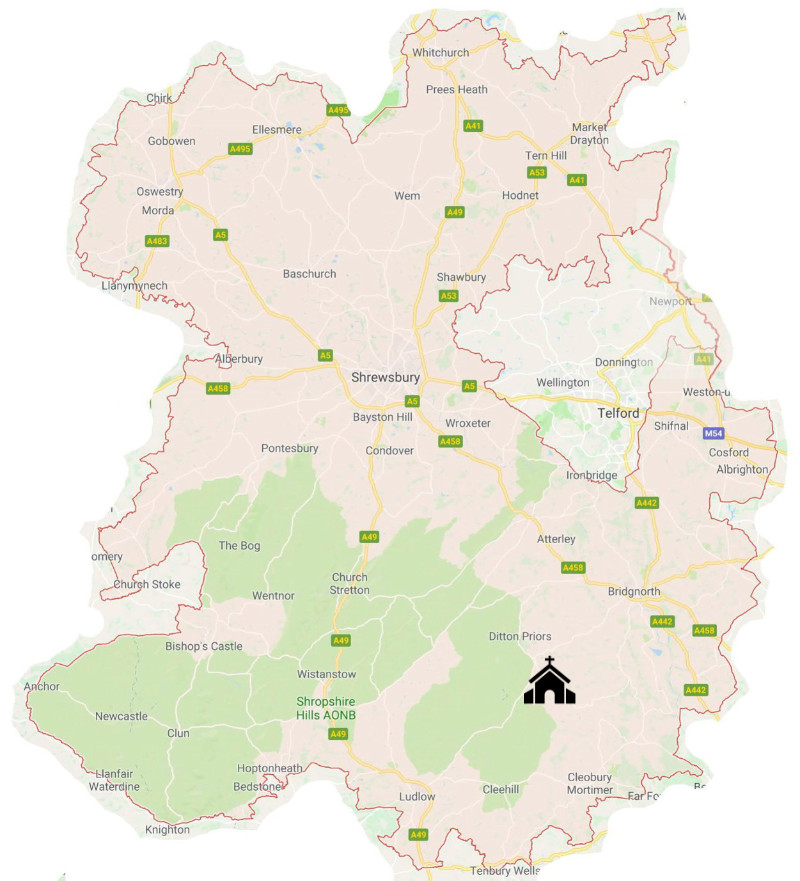 M
Whitchurch
Prees Heath
Chirk
A495
Ellesmere
A41
Market
Drayton
Gobowen
A495
Tern Hill
A53
A41
Oswestry
Wem
Hodnet
Morda
A49
A483
A5
Baschurch
Shawbury
Llanymynech
A53
Newport
Alberbury
A5
Donnington
A41
Shrewsbury
Wellington
A458
A5
Weston-u
A5
Telford
Bayston Hill
Wroxeter
Shifnal
M54
A458
Pontesbury
Condover
Cosford
Ironbridge
Albrighton
A442
A49
Atterley
The Bog
omery
A458
Church
Stretton
Church Stoke
Wentnor
Bridgnorth
A442
A458
Bishop's Castle
A49
Ditton Priors
Wistanstow
Anchor
A442
Shropshire
Hills AONB
Newcastle
Clun
A49
Hoptonheath
Llanfair
Waterdine
Bedstone
Cleobury
Mortimer
Ludlow
Cleehill
Far Fo
Knighton
A49
Tenbury Wells